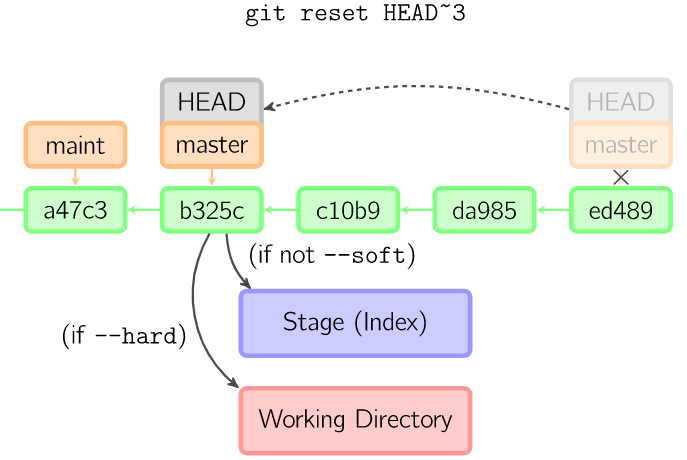 git reset HEAD~3
HEAD
HEAD
maint
master
master
a47c3
b325c
c10b9
da985
ed489
(if not --soft)
Stage (Index)
(if --hard)
Working Directory